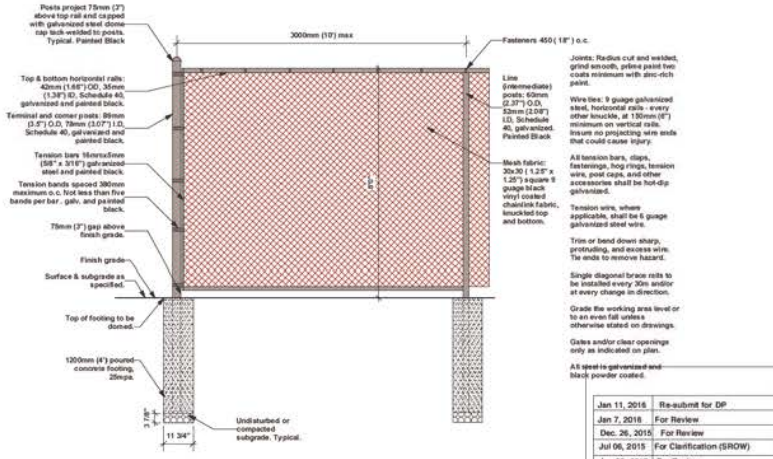 Posts project 75mm (3")
above top rail and capped
with galvanized steel dome
cap tack-welded to posts.
Typical. Painted Black
3000mm (10') max
Fasteners 450 ( 18" ) o.c.
Top & bottom horizontal rails:
42mm (1.66") OD, 35mm
(1.38") ID, Schedule 40,
galvanized and painted black.
Terminal and corner posts: 89mm
(3.5") O.D, 78mm (3.07") I.D,
Schedule 40, galvanized and
painted black.
Tension bars 16mmx5mm
(5/8" x 3/16") galvanized
steel and painted black.
Tension bands spaced 380mm
maximum o.c. Not less than five
bands per bar . galv. and painted
black.
75mm (3") gap above
finish grade.
Finish grade
Surface & subgrade as
specified.
Top of footing to be
domed.
1200mm (4') poured
concrete footing,
25mpa.
3 7/8"
11 3/4"
Undisturbed or
compacted
subgrade. Typical.
Line
(intermediate)
posts: 60mm
(2.37") O.D,
52mm (2.06")
I.D, Schedule
40, galvanized.
Painted Black
Mesh fabric:
30x30 ( 1.25" x
1.25") square 9
guage black
vinyl coated
chainlink fabric,
knuckled top
and bottom.
Joints: Radius cut and welded,
grind smooth, prime paint two
coats minimum with zinc-rich
paint.
Wire ties: 9 guage galvanized
steel, horizontal rails - every
other knuckle, at 150mm (6")
minimum on vertical rails.
Insure no projecting wire ends
that could cause injury.
All tension bars, claps,
fastenings, hog rings, tension
wire, post caps, and other
accessories shall be hot-dip
galvanized.
Tension wire, where
applicable, shall be 6 guage
galvanized steel wire.
Trim or bend down sharp,
protruding, and excess wire.
Tie ends to remove hazard.
Single diagonal brace rails to
be installed every 30m and/or
at every change in direction.
Grade the working area level or
to an even fall unless
otherwise stated on drawings.
Gates and/or clear openings
only as indicated on plan.
All steel is galvanized and
black powder coated.
Jan 11, 2016 Re-submit for DP
Jan 7, 2016 For Review
Dec. 26, 2015 For Review
Jul 06, 2015 For Clarification (SROW)